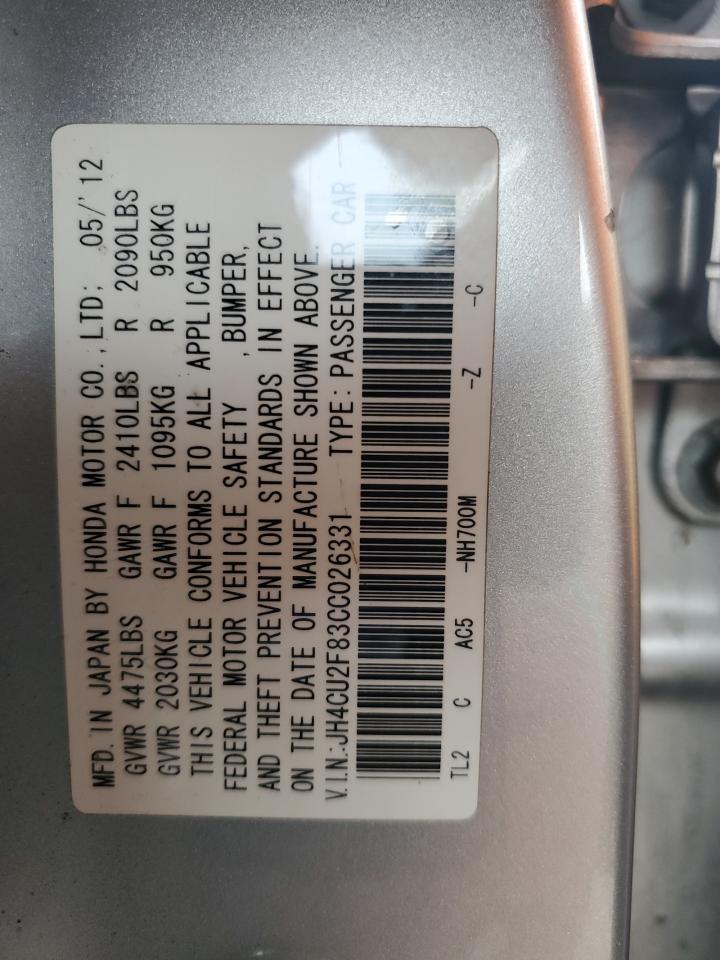 MFD. IN JAPAN BY HONDA MOTOR CO.,LTD; 05/'12
GVWR 4475LBS GAWR F 2410LBS R 2090LBS
GVWR 2030KG GAWR F 1095KG R 950KG
THIS VEHICLE CONFORMS TO ALL APPLICABLE
FEDERAL MOTOR VEHICLE SAFETY ,BUMPER,
AND THEFT PREVENTION STANDARDS IN EFFECT
ON THE DATE OF MANUFACTURE SHOWN ABOVE.
V.I.N.:JH4CU2F83CC026331 TYPE: PASSENGER CAR
TL2 C AC5 -NH700M -Z -C